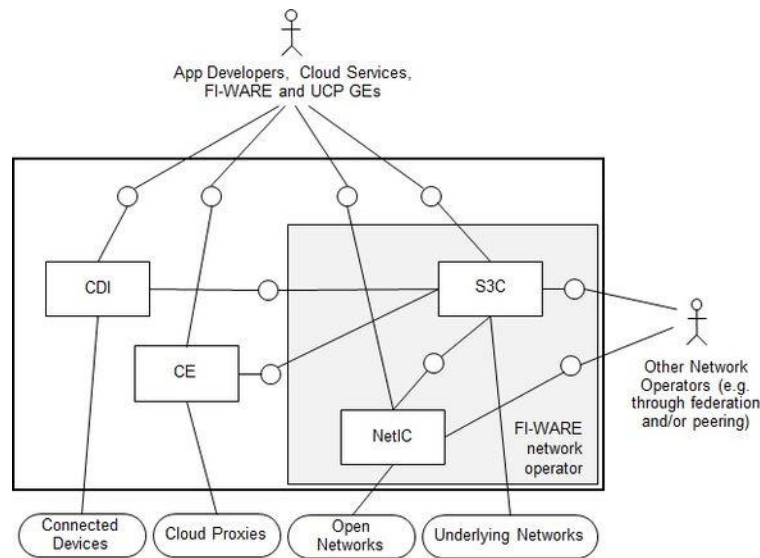 App Developers, Cloud Services,
FI-WARE and UCP GEs
CDI
S3C
CE
Other Network
Operators (e.g.
through federation
and/or peering)
NetIC
FI-WARE
network
operator
Connected
Devices
Cloud Proxies
Open
Networks
Underlying Networks